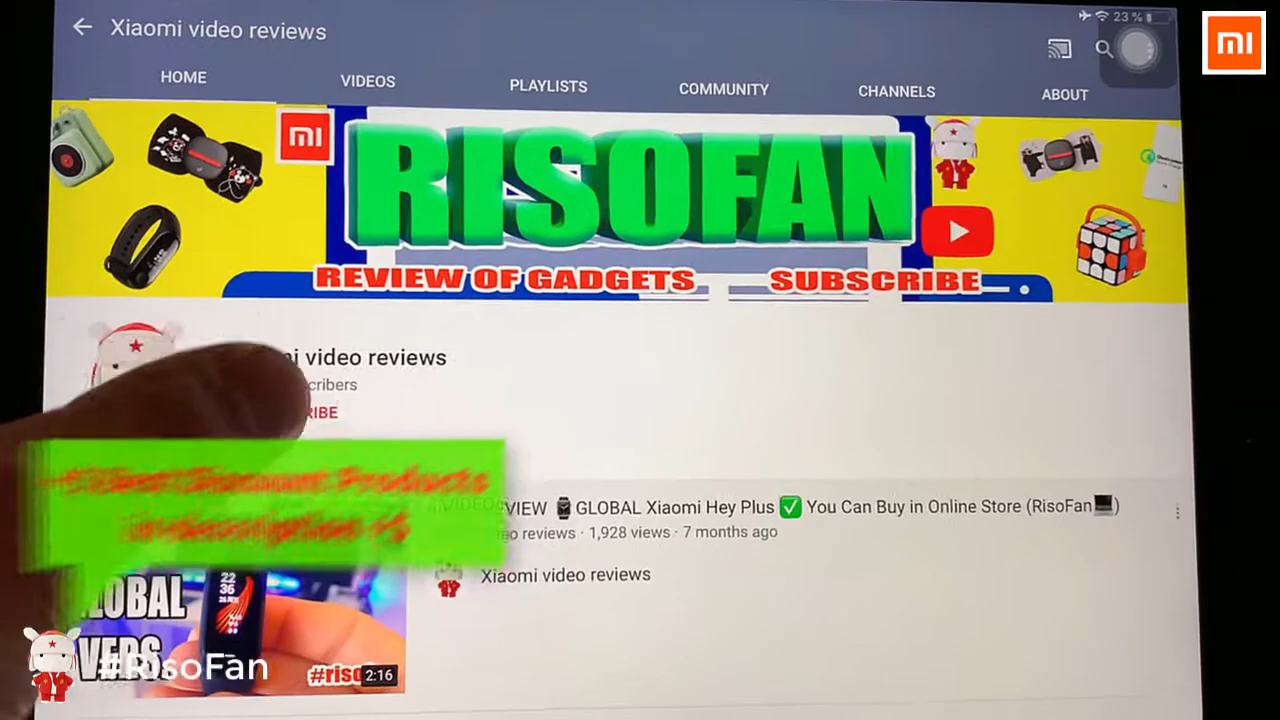 Xiaomi video reviews
23 %
mi
HOME
VIDEOS
PLAYLISTS
COMMUNITY
CHANNELS
ABOUT
mi
RISOFAN
REVIEW OF GADGETS
SUBSCRIBE
mi video reviews
scribers
RIBE
Discount Products
VIEW GLOBAL Xiaomi Hey Plus ✅ You Can Buy in Online Store (RisoFan
reviews · 1,928 views · 7 months ago
Xiaomi video reviews
22
36
LOBAL
VERS
#RisoFan
#riso
2:16